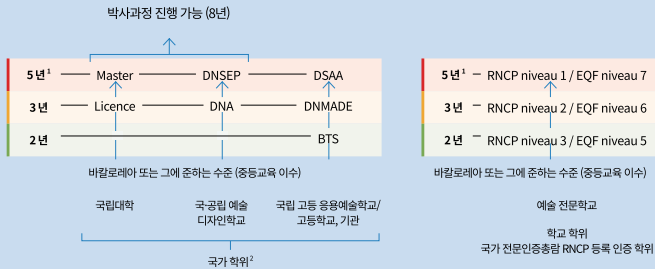 박사과정 진행 가능 (8년)
5년¹ Master DNSEP DSAA
3년 Licence DNA DNMADE
2년 BTS
바칼로레아 또는 그에 준하는 수준 (중등교육 이수)
국립대학 국·공립 예술 국립 고등 응용예술학교/
디자인학교 고등학교, 기관
국가 학위²
5년¹ RNCP niveau 1 / EQF niveau 7
3년 RNCP niveau 2 / EQF niveau 6
2년 RNCP niveau 3 / EQF niveau 5
바칼로레아 또는 그에 준하는 수준 (중등교육 이수)
예술 전문학교
학교 학위
국가 전문인증총람 RNCP 등록 인증 학위